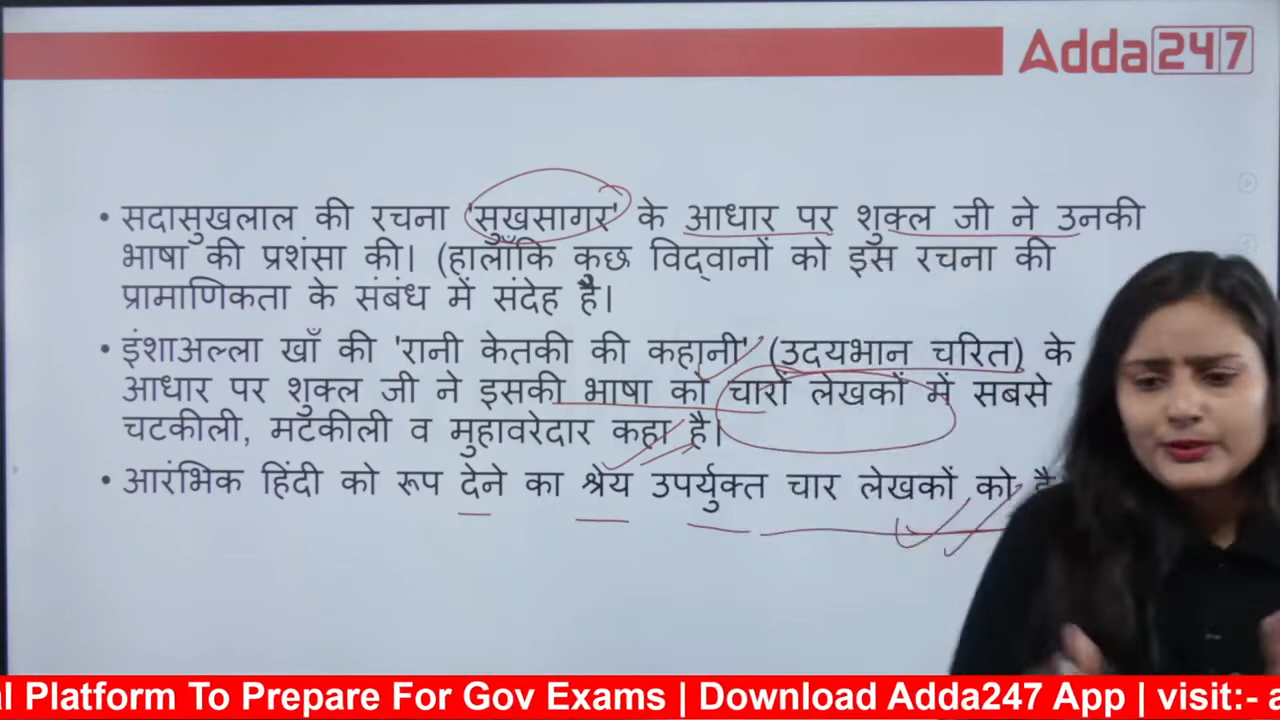 Adda247
• सदासुखलाल की रचना 'सुखसागर' के आधार पर शुक्ल जी ने उनकी
भाषा की प्रशंसा की। (हालाँकि कुछ विद्वानों को इस रचना की
प्रामाणिकता के संबंध में संदेह है।
• इंशाअल्ला खाँ की 'रानी केतकी की कहानी' (उदयभान चरित) के
आधार पर शुक्ल जी ने इसकी भाषा को चारों लेखकों में सबसे
चटकीली, मटकीली व मुहावरेदार कहा है।
• आरंभिक हिंदी को रूप देने का श्रेय उपर्युक्त चार लेखकों को है
al Platform To Prepare For Gov Exams | Download Adda247 App | visit:- a